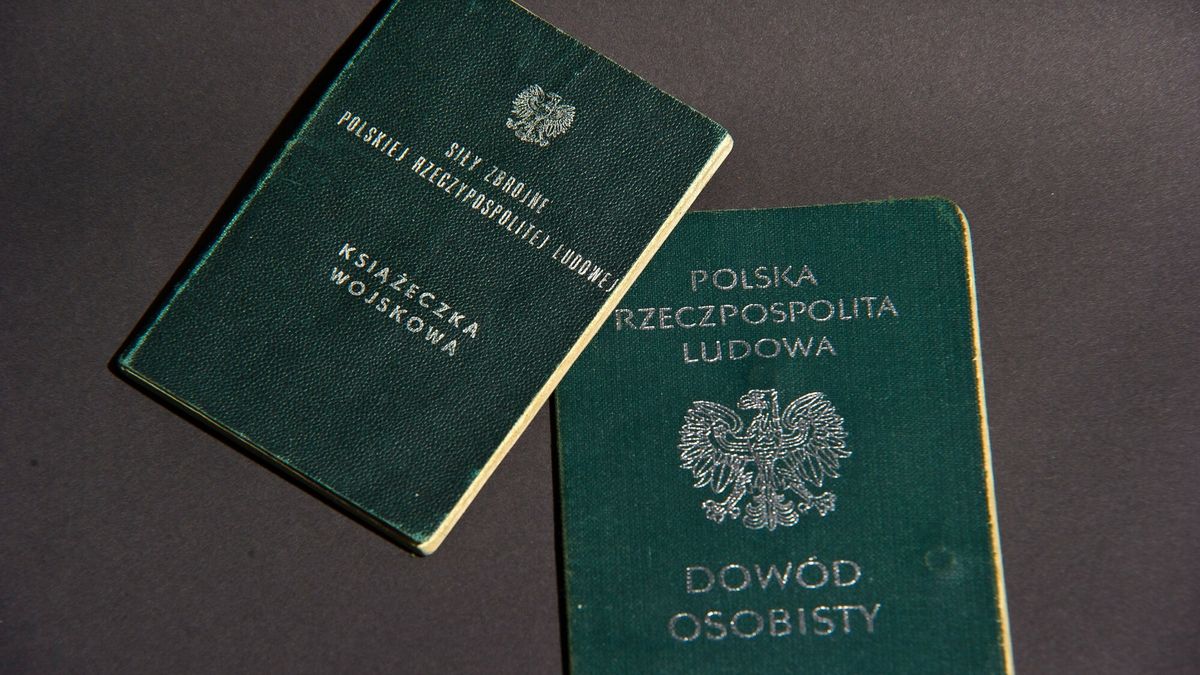 SIŁY ZBROJNE
POLSKIEJ RZECZYPOSPOLITEJ LUDOWEJ
KSIĄŻECZKA
WOJSKOWA
POLSKA
RZECZPOSPOLITA
LUDOWA
DOWÓD
OSOBISTY